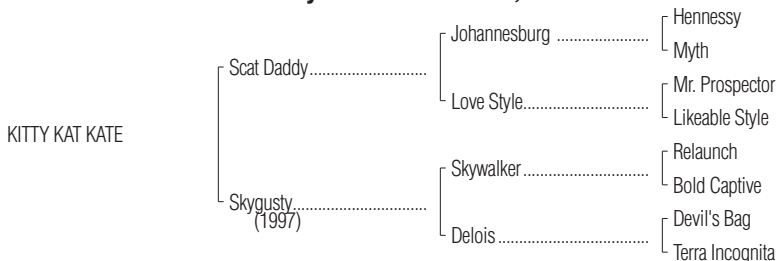 Hennessy
Johannesburg ........................
Myth
Scat Daddy..............................
Mr. Prospector
Love Style................................
Likeable Style
KITTY KAT KATE
Relaunch
Skywalker ................................
Bold Captive
Skygusty..................................
(1997)
Devil's Bag
Delois .......................................
Terra Incognita